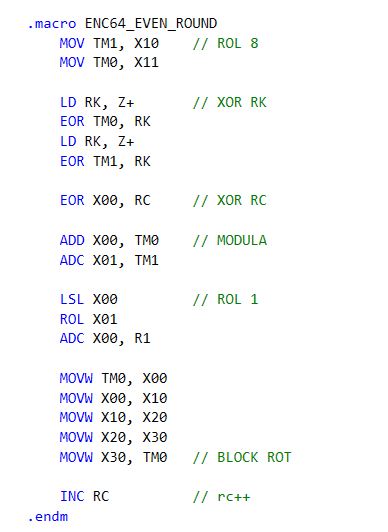 .macro ENC64_EVEN_ROUND
MOV TM1, X10 // ROL 8
MOV TM0, X11
LD RK, Z+ // XOR RK
EOR TM0, RK
LD RK, Z+
EOR TM1, RK
EOR X00, RC // XOR RC
ADD X00, TM0 // MODULA
ADC X01, TM1
LSL X00 // ROL 1
ROL X01
ADC X00, R1
MOVW TM0, X00
MOVW X00, X10
MOVW X10, X20
MOVW X20, X30
MOVW X30, TM0 // BLOCK ROT
INC RC // rc++
.endm